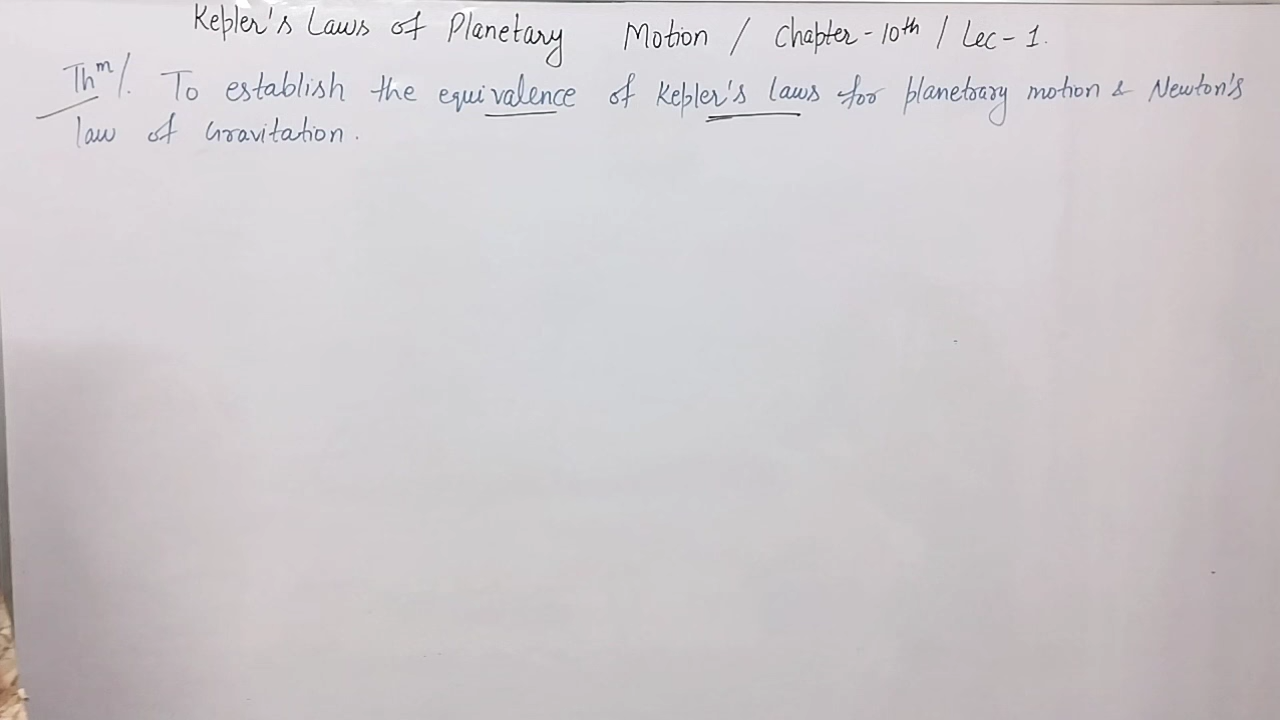 Kepler's Laws of Planetary Motion / Chapter - 10th / Lec - 1.
Thm/. To establish the equivalence of Kepler's laws for planetrary motion & Newton's
law of Gravitation.